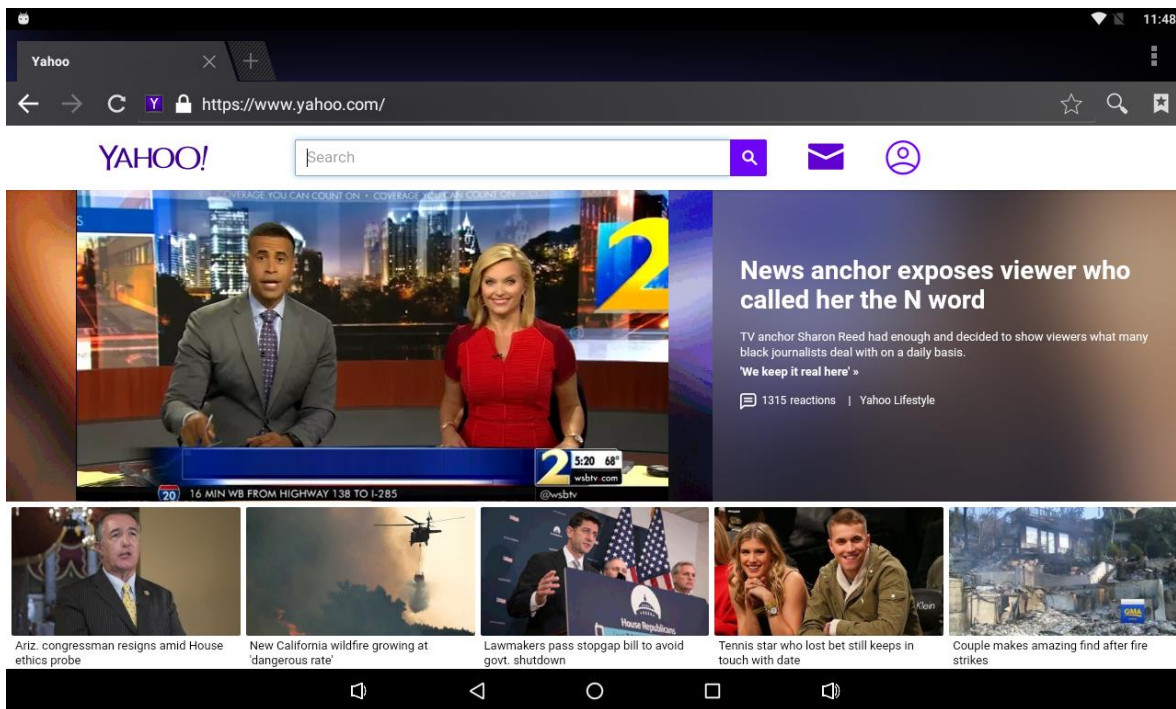 11:48
Yahoo
https://www.yahoo.com/
YAHOO!
Search
COVERAGE YOU CAN COUNT ON • COVERAGE YOU CAN COUNT ON •
S
2
News anchor exposes viewer who
called her the N word
TV anchor Sharon Reed had enough and decided to show viewers what many
black journalists deal with on a daily basis.
'We keep it real here' »
1315 reactions | Yahoo Lifestyle
2 5:20 68°
wsbtv.com
20 16 MIN WB FROM HIGHWAY 138 TO I-285
@wsbtv
House Republicans
Klein
GMA
Ariz. congressman resigns amid House
ethics probe
New California wildfire growing at
'dangerous rate'
Lawmakers pass stopgap bill to avoid
govt. shutdown
Tennis star who lost bet still keeps in
touch with date
Couple makes amazing find after fire
strikes